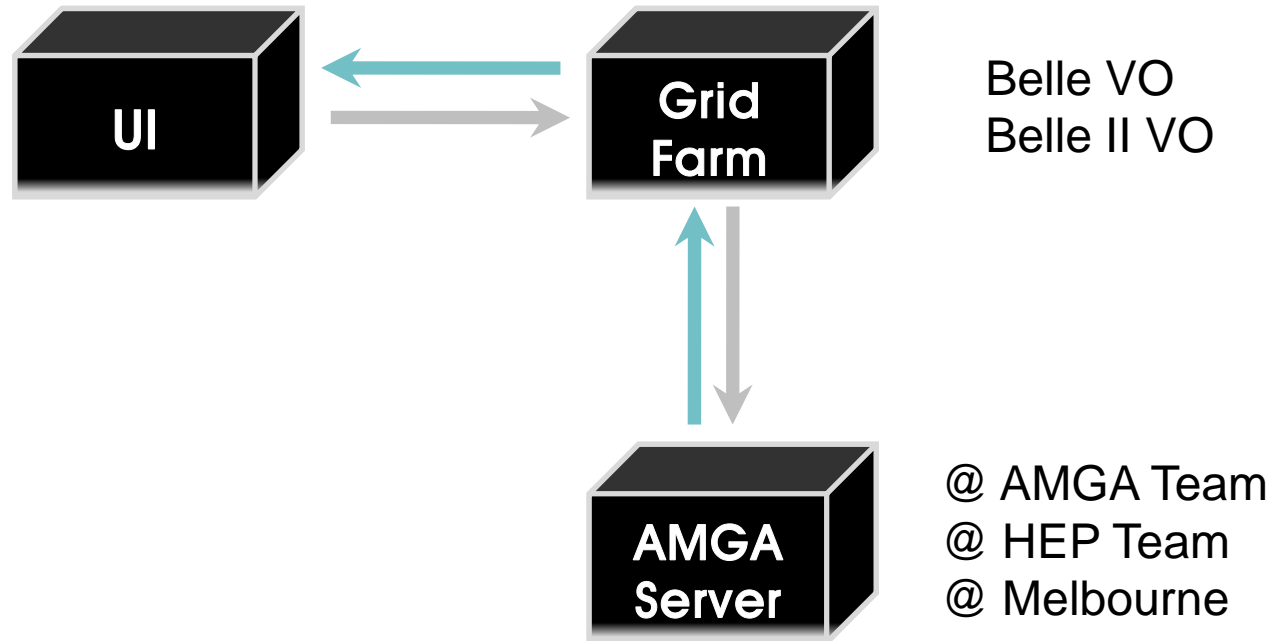 UI
Grid
Farm
Belle VO
Belle II VO
AMGA
Server
@ AMGA Team
@ HEP Team
@ Melbourne